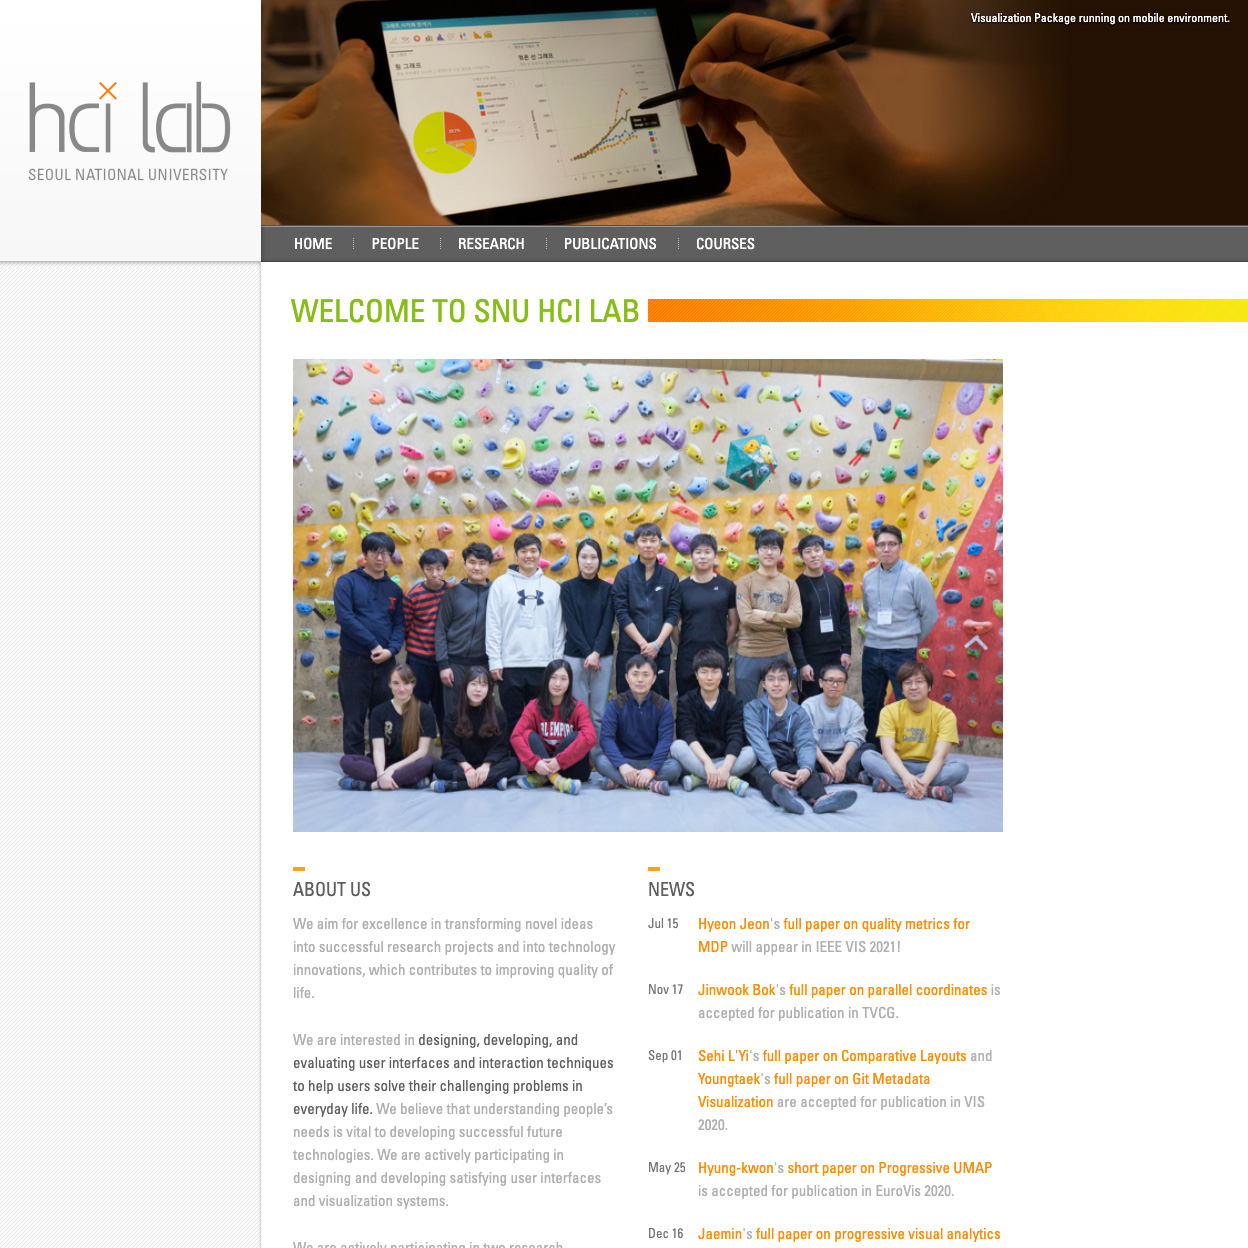 Visualization Package running on mobile environment.
hci lab
SEOUL NATIONAL UNIVERSITY
HOME
PEOPLE
RESEARCH
PUBLICATIONS
COURSES
WELCOME TO SNU HCI LAB
ABOUT US
We aim for excellence in transforming novel ideas
into successful research projects and into technology
innovations, which contributes to improving quality of
life.
We are interested in designing, developing, and
evaluating user interfaces and interaction techniques
to help users solve their challenging problems in
everyday life. We believe that understanding people’s
needs is vital to developing successful future
technologies. We are actively participating in
designing and developing satisfying user interfaces
and visualization systems.
We are actively participating in two research
NEWS
Jul 15 Hyeon Jeon's full paper on quality metrics for
MDP will appear in IEEE VIS 2021!
Nov 17 Jinwook Bok's full paper on parallel coordinates is
accepted for publication in TVCG.
Sep 01 Sehi L'Yi's full paper on Comparative Layouts and
Youngtaek's full paper on Git Metadata
Visualization are accepted for publication in VIS
2020.
May 25 Hyung-kwon's short paper on Progressive UMAP
is accepted for publication in EuroVis 2020.
Dec 16 Jaemin's full paper on progressive visual analytics